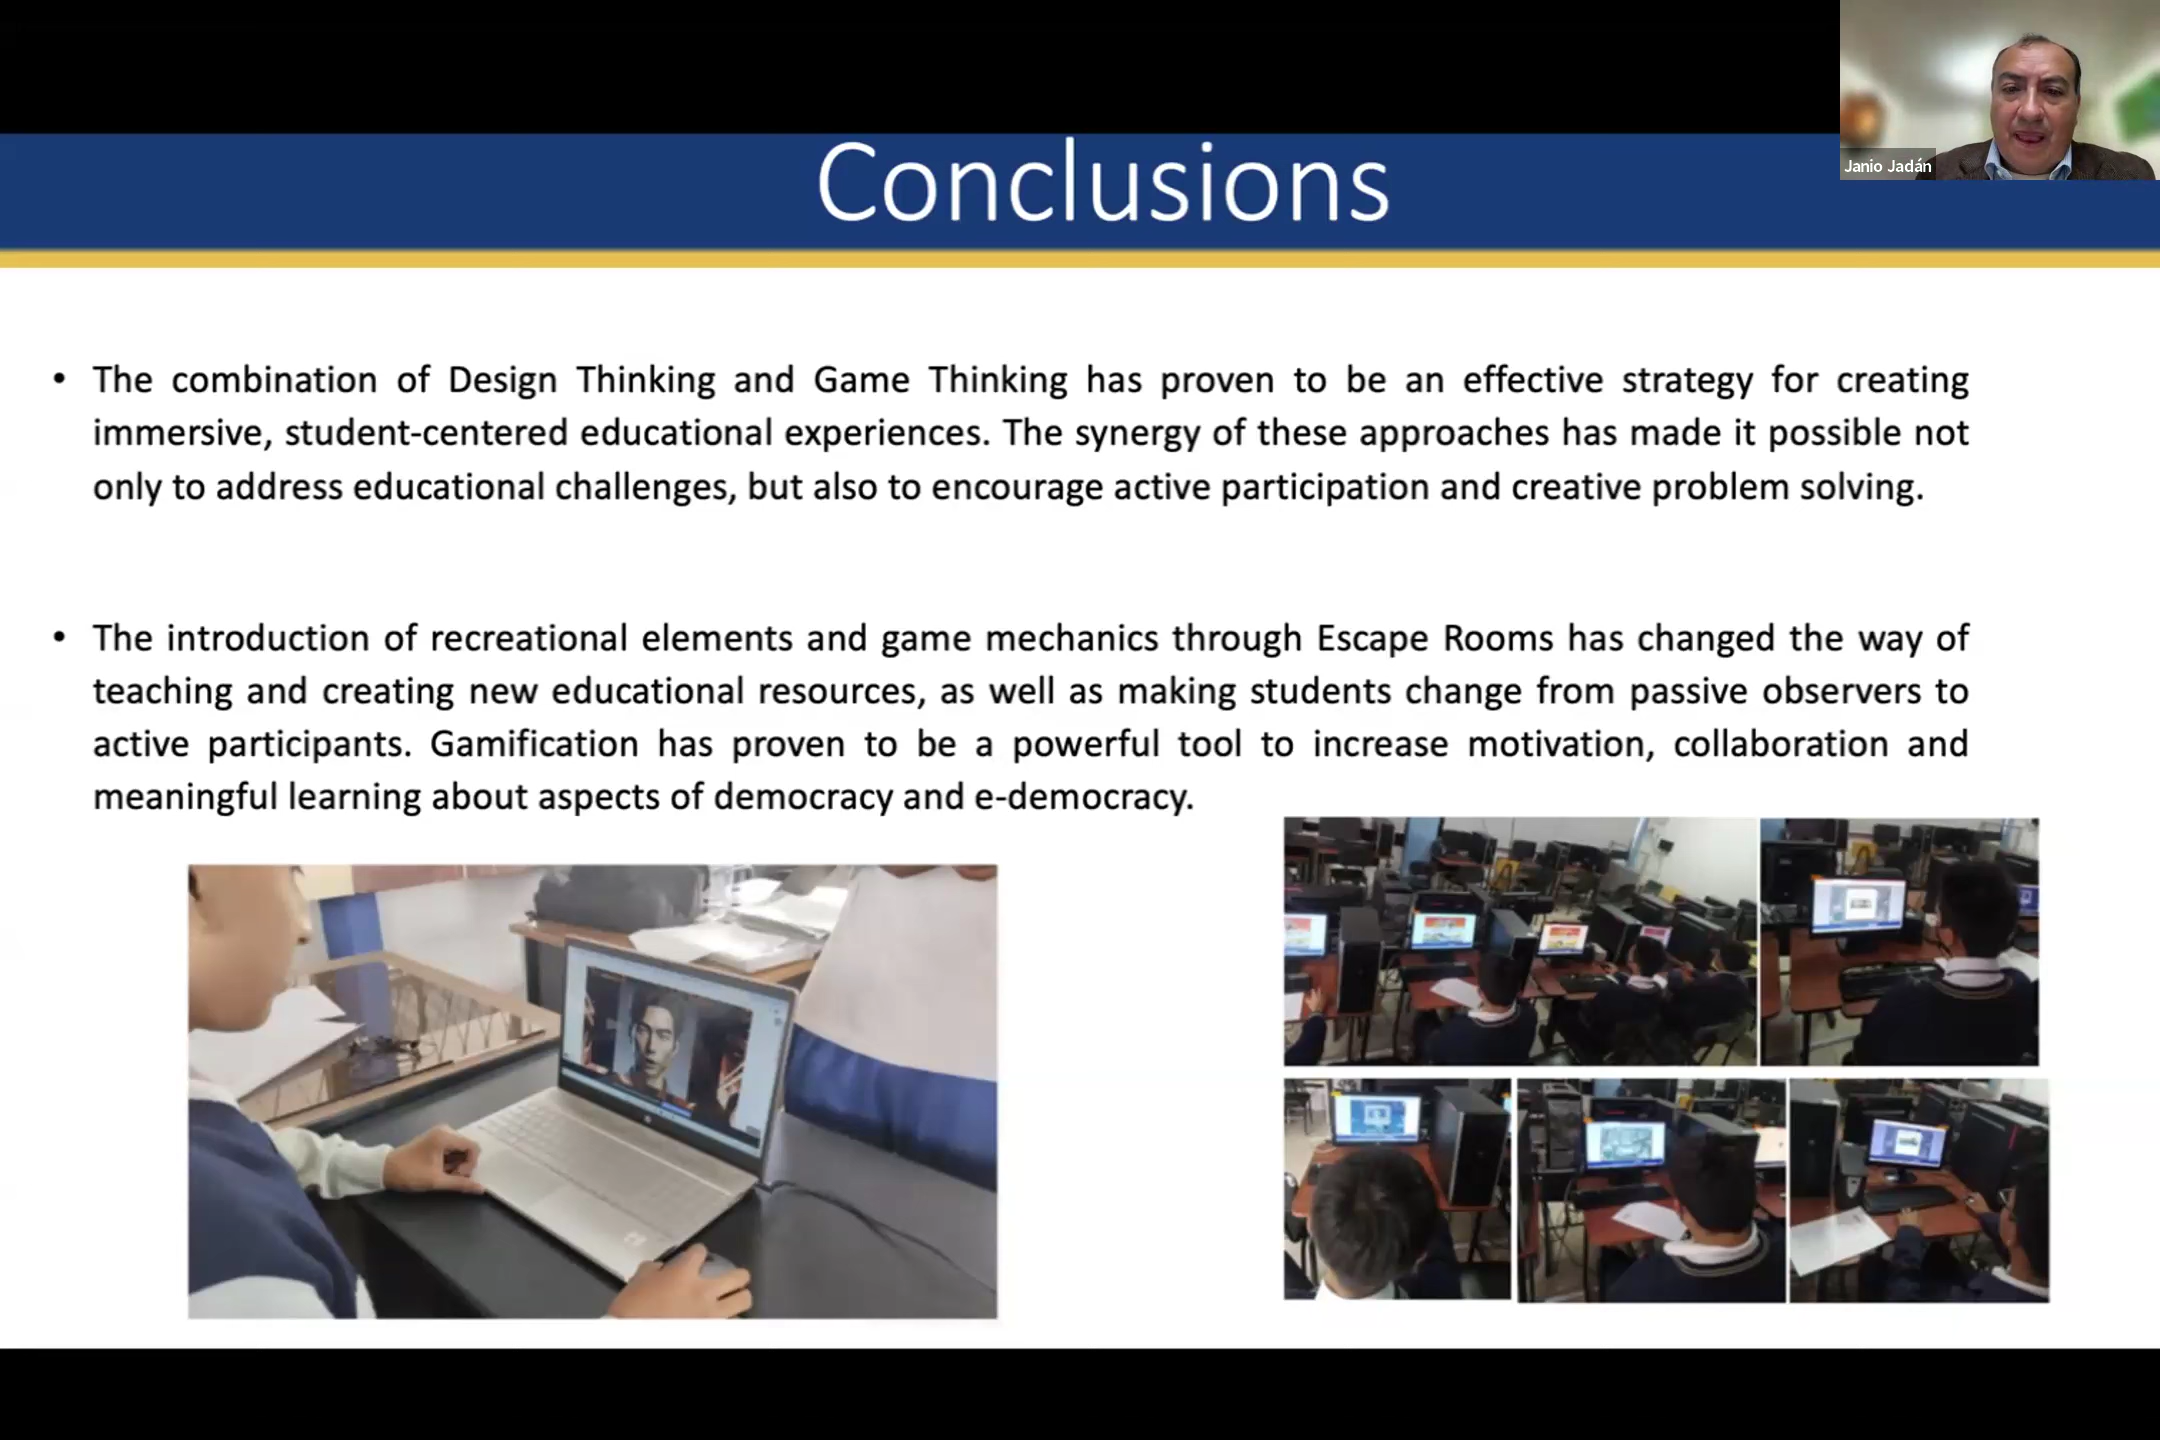 Conclusions
Janio Jadán
• The combination of Design Thinking and Game Thinking has proven to be an effective strategy for creating
immersive, student-centered educational experiences. The synergy of these approaches has made it possible not
only to address educational challenges, but also to encourage active participation and creative problem solving.
• The introduction of recreational elements and game mechanics through Escape Rooms has changed the way of
teaching and creating new educational resources, as well as making students change from passive observers to
active participants. Gamification has proven to be a powerful tool to increase motivation, collaboration and
meaningful learning about aspects of democracy and e-democracy.